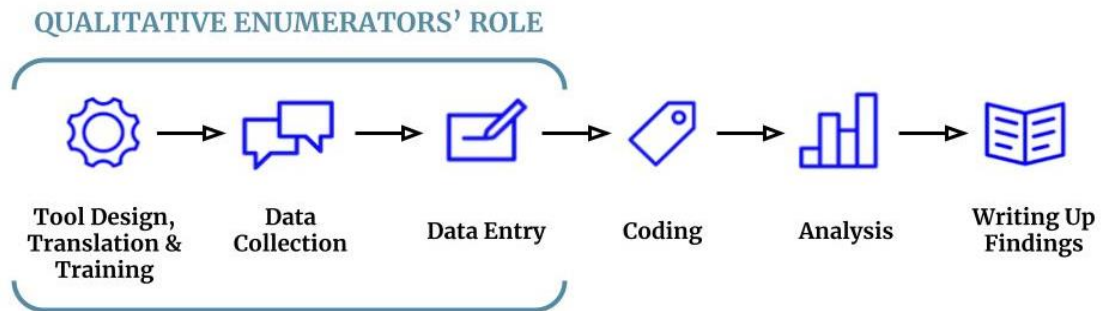 QUALITATIVE ENUMERATORS’ ROLE
Tool Design,
Translation &
Training
Data
Collection
Data Entry
Coding
Analysis
Writing Up
Findings